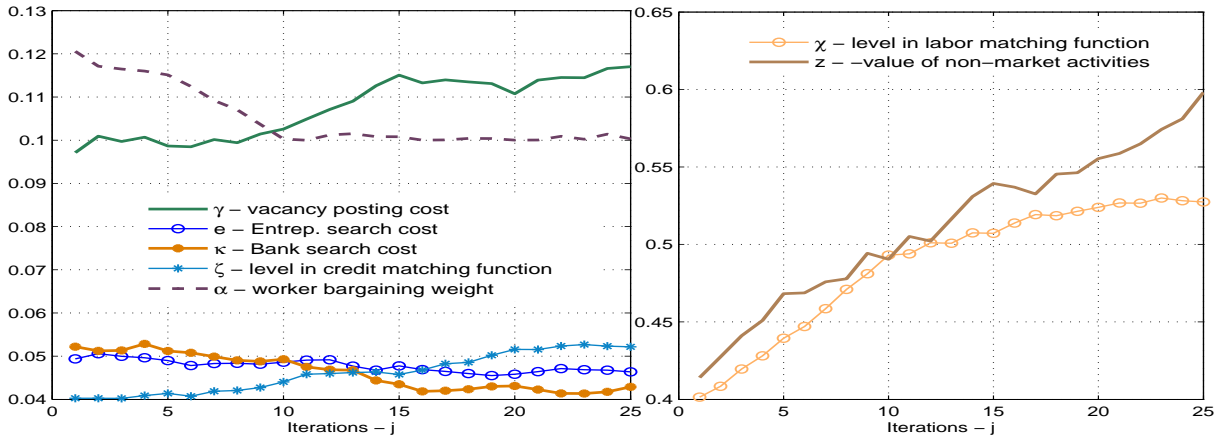 0.13
0.12
0.11
0.1
0.09
0.08
0.07
0.06
0.05
0.04
γ − vacancy posting cost
e − Entrep. search cost
κ − Bank search cost
ζ − level in credit matching function
α − worker bargaining weight
0 5 10 15 20 25
Iterations − j
0.65
0.6
0.55
0.5
0.45
0.4
χ − level in labor matching function
z − −value of non−market activities
0 5 10 15 20 25
Iterations − j